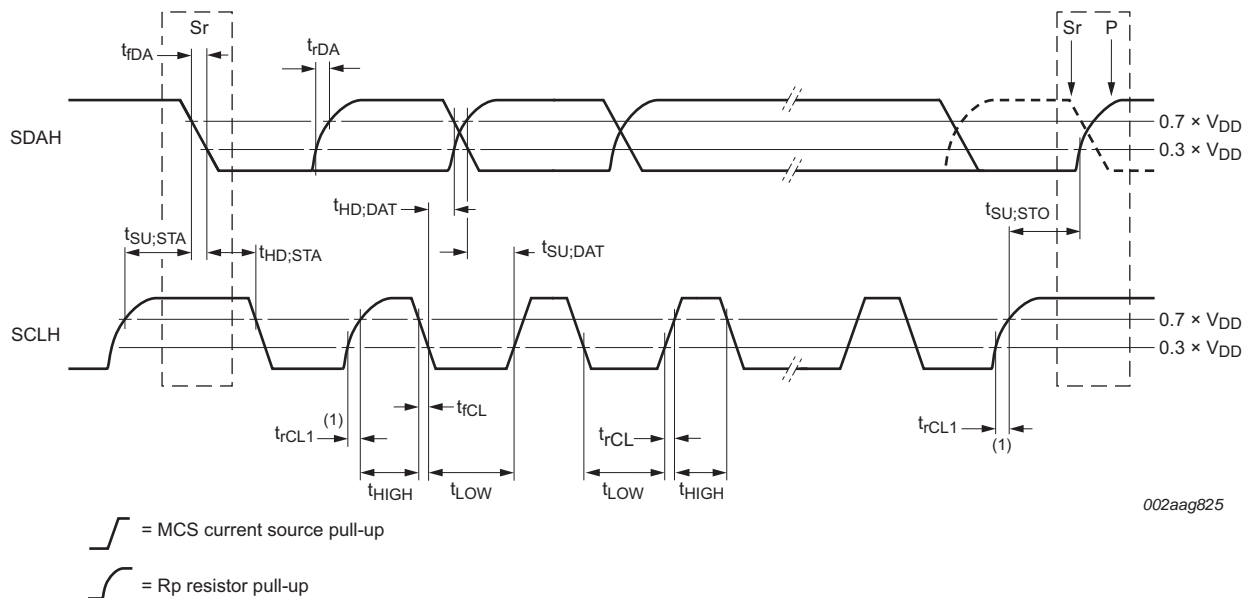 Sr
Sr P
tfDA
trDA
SDAH
0.7 × VDD
0.3 × VDD
tHD;DAT
tSU;STO
tSU;STA
tHD;STA
tSU;DAT
SCLH
0.7 × VDD
0.3 × VDD
tfCL
trCL1
(1)
trCL
trCL1
(1)
tHIGH
tLOW
tLOW
tHIGH
002aag825
= MCS current source pull-up
= Rp resistor pull-up